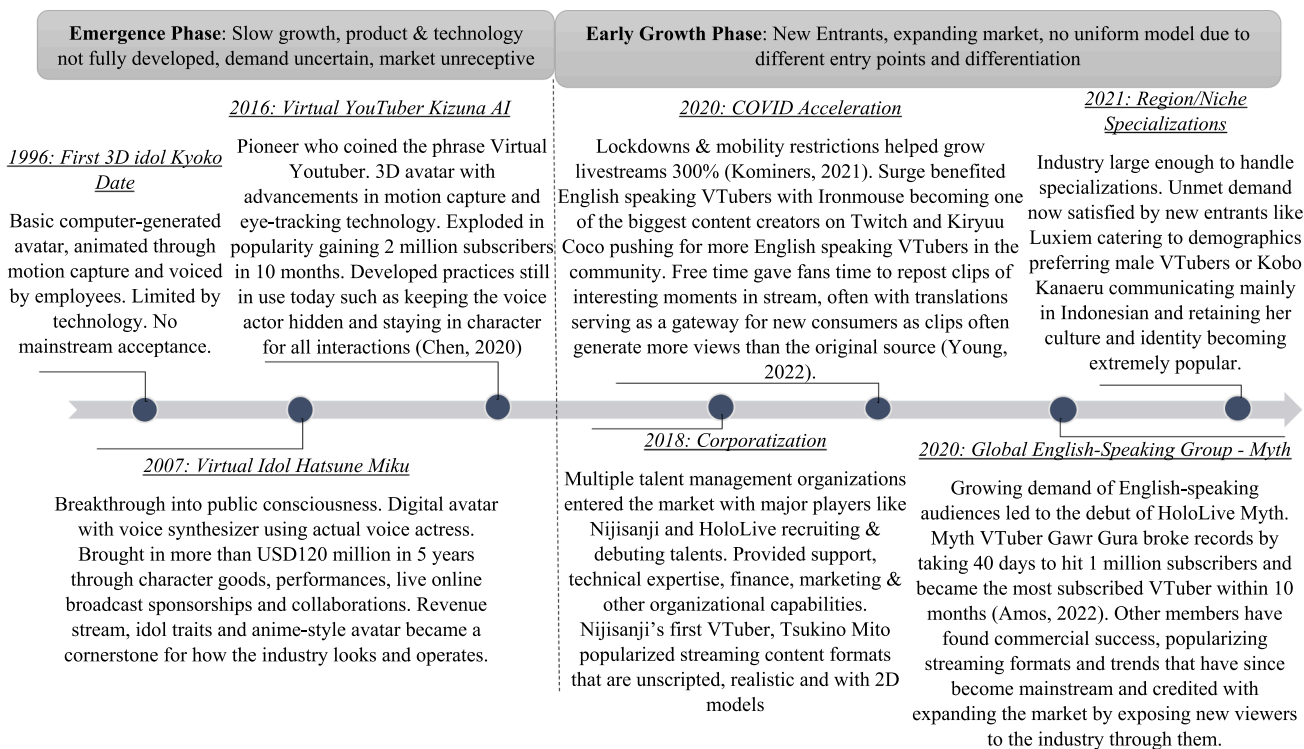 Emergence Phase: Slow growth, product & technology
not fully developed, demand uncertain, market unreceptive
Early Growth Phase: New Entrants, expanding market, no uniform model due to
different entry points and differentiation
1996: First 3D idol Kyoko
Date
Basic computer-generated
avatar, animated through
motion capture and voiced
by employees. Limited by
technology. No
mainstream acceptance.
2016: Virtual YouTuber Kizuna AI
Pioneer who coined the phrase Virtual
Youtuber. 3D avatar with
advancements in motion capture and
eye-tracking technology. Exploded in
popularity gaining 2 million subscribers
in 10 months. Developed practices still
in use today such as keeping the voice
actor hidden and staying in character
for all interactions (Chen, 2020)
2020: COVID Acceleration
Lockdowns & mobility restrictions helped grow
livestreams 300% (Kominers, 2021). Surge benefited
English speaking VTubers with Ironmouse becoming one
of the biggest content creators on Twitch and Kiryuu
Coco pushing for more English speaking VTubers in the
community. Free time gave fans time to repost clips of
interesting moments in stream, often with translations
serving as a gateway for new consumers as clips often
generate more views than the original source (Young,
2022).
2021: Region/Niche
Specializations
Industry large enough to handle
specializations. Unmet demand
now satisfied by new entrants like
Luxiem catering to demographics
preferring male VTubers or Kobo
Kanaeru communicating mainly
in Indonesian and retaining her
culture and identity becoming
extremely popular.
2007: Virtual Idol Hatsune Miku
Breakthrough into public consciousness. Digital avatar
with voice synthesizer using actual voice actress.
Brought in more than USD120 million in 5 years
through character goods, performances, live online
broadcast sponsorships and collaborations. Revenue
stream, idol traits and anime-style avatar became a
cornerstone for how the industry looks and operates.
2018: Corporatization
Multiple talent management organizations
entered the market with major players like
Nijisanji and HoloLive recruiting &
debuting talents. Provided support,
technical expertise, finance, marketing &
other organizational capabilities.
Nijisanji's first VTuber, Tsukino Mito
popularized streaming content formats
that are unscripted, realistic and with 2D
models
2020: Global English-Speaking Group - Myth
Growing demand of English-speaking
audiences led to the debut of HoloLive Myth.
Myth VTuber Gawr Gura broke records by
taking 40 days to hit 1 million subscribers and
became the most subscribed VTuber within 10
months (Amos, 2022). Other members have
found commercial success, popularizing
streaming formats and trends that have since
become mainstream and credited with
expanding the market by exposing new viewers
to the industry through them.